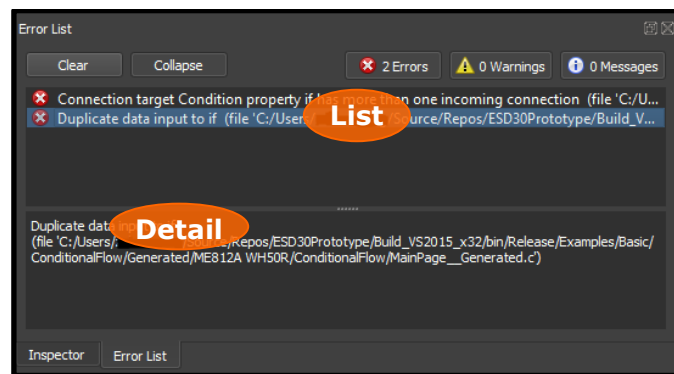 Error List
Clear Collapse 2 Errors 0 Warnings 0 Messages
Connection target Condition property if has more than one incoming connection (file 'C:/U...
Duplicate data input to if (file 'C:/Users/ /Source/Repos/ESD30Prototype/Build_V...
List
Detail
Duplicate data
(file 'C:/Users/ /Source/Repos/ESD30Prototype/Build_VS2015_x32/bin/Release/Examples/Basic/
ConditionalFlow/Generated/ME812A WH50R/ConditionalFlow/MainPage__Generated.c')
Inspector Error List